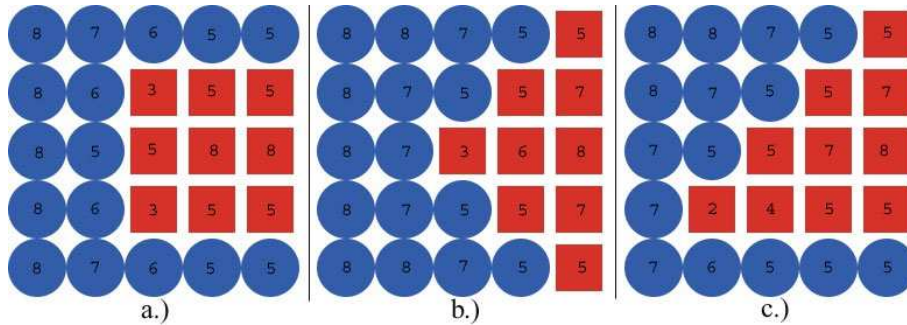 8 7 6 5 5 8 8 7 5 5 8 8 7 5 5
8 6 3 5 5 8 7 5 5 7 8 7 5 5 7
8 5 5 8 8 8 7 3 6 8 7 5 5 7 8
8 6 3 5 5 8 7 5 5 7 7 2 4 5 5
8 7 6 5 5 8 8 7 5 5 7 6 5 5 5
a.) b.) c.)